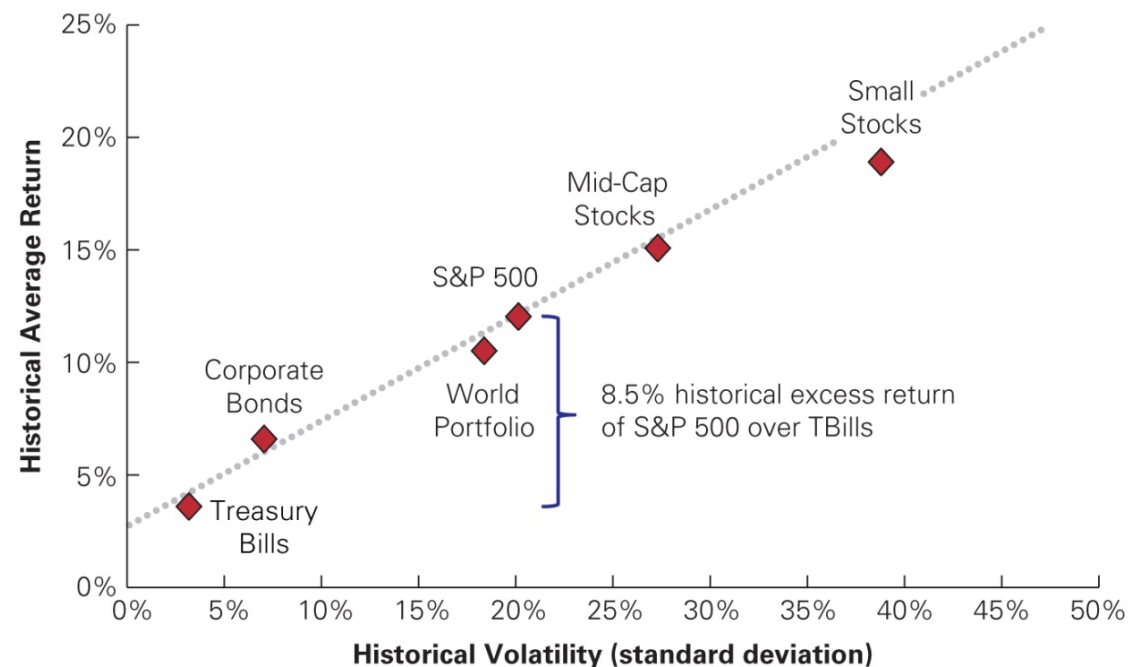 25%
20%
15%
10%
5%
0%
Historical Average Return
Small
Stocks
Mid-Cap
Stocks
S&P 500
Corporate
Bonds
World
Portfolio
8.5% historical excess return
of S&P 500 over TBills
Treasury
Bills
0% 5% 10% 15% 20% 25% 30% 35% 40% 45% 50%
Historical Volatility (standard deviation)